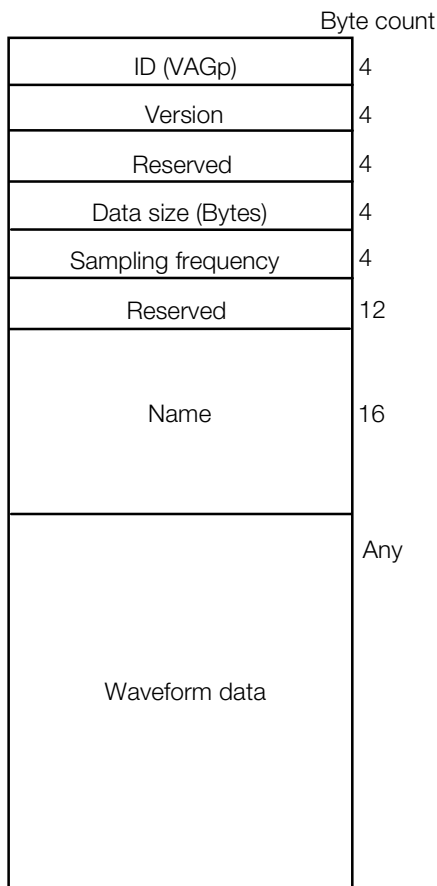 Byte count
ID (VAGp) 4
Version 4
Reserved 4
Data size (Bytes) 4
Sampling frequency 4
Reserved 12
Name 16
Any
Waveform data